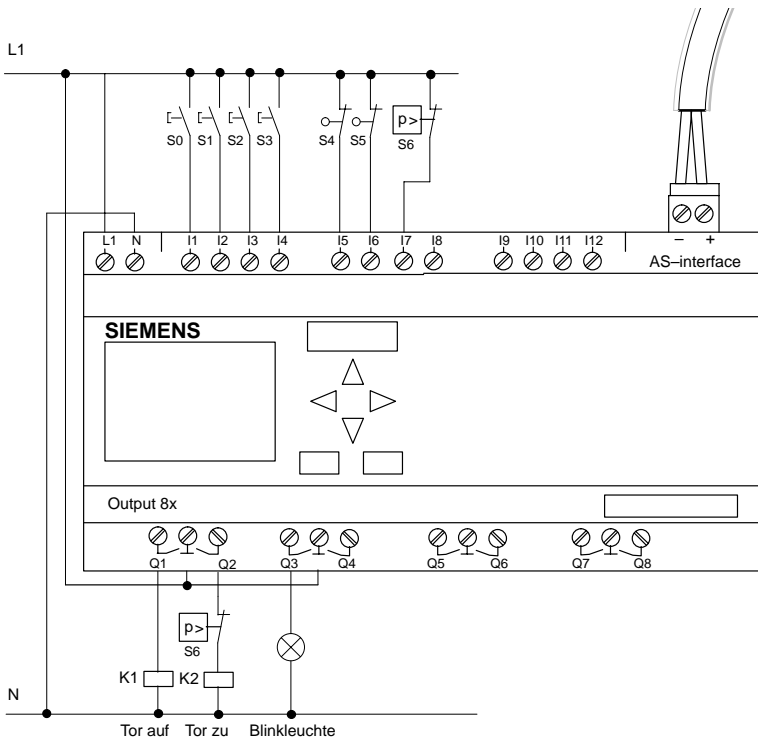 L1
p>
S0 S1 S2 S3 S4 S5 S6
L1 N I1 I2 I3 I4 I5 I6 I7 I8 I9 I10 I11 I12 – +
AS–interface
SIEMENS
Output 8x
Q1 Q2 Q3 Q4 Q5 Q6 Q7 Q8
p>
S6
K1 K2
N
Tor auf Tor zu Blinkleuchte